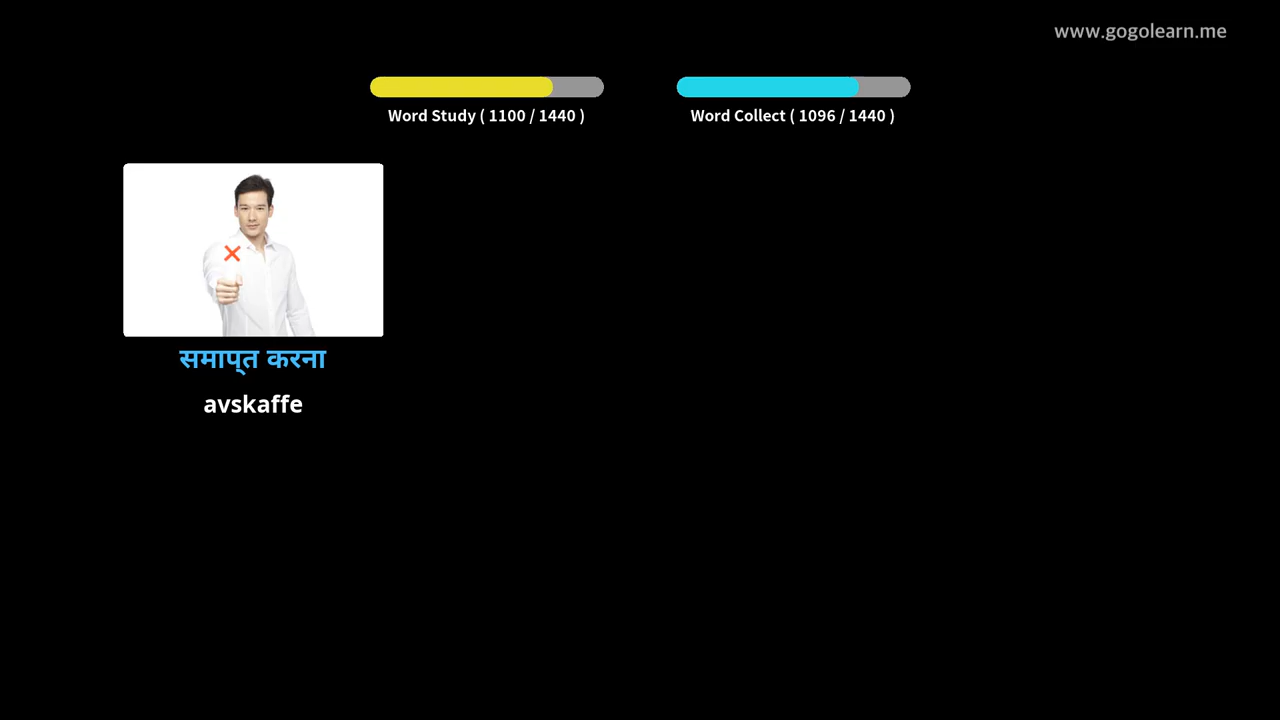 www.gogolearn.me
Word Study ( 1100 / 1440 )
Word Collect ( 1096 / 1440 )
समाप्त करना
avskaffe